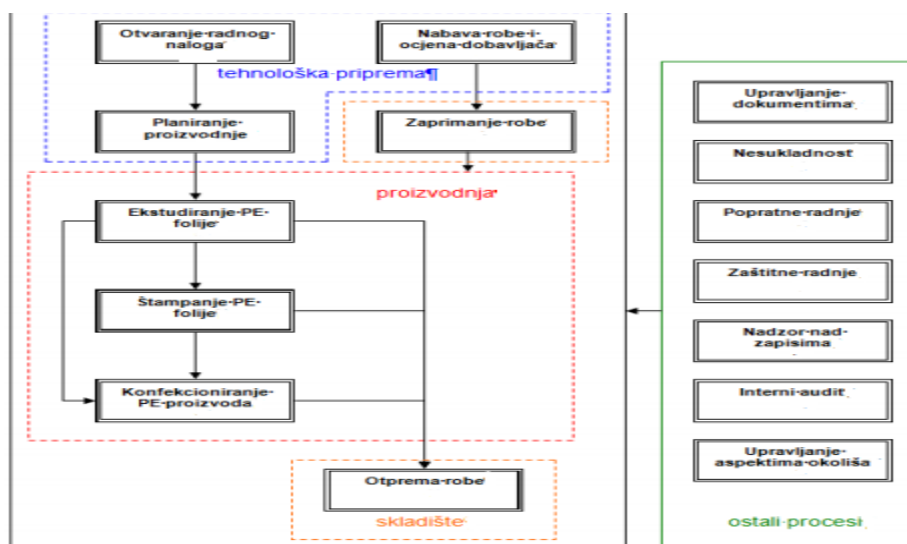 Otvaranje·radnog·
naloga
Nabava·robe·i·
ocjena·dobavljača
tehnološka·priprema¶
Planiranje·
proizvodnje
Zaprimanje·robe
proizvodnja
Ekstudiranje·PE·
folije
Štampanje·PE·
folije
Konfekcioniranje·
PE·proizvoda
Otprema·robe
skladište
Upravljanje·
dokumentima
Nesukladnost
Popratne·radnje
Zaštitne·radnje
Nadzor·nad·
zapisima
Interni·audit
Upravljanje·
aspektima·okoliša
ostali·procesi